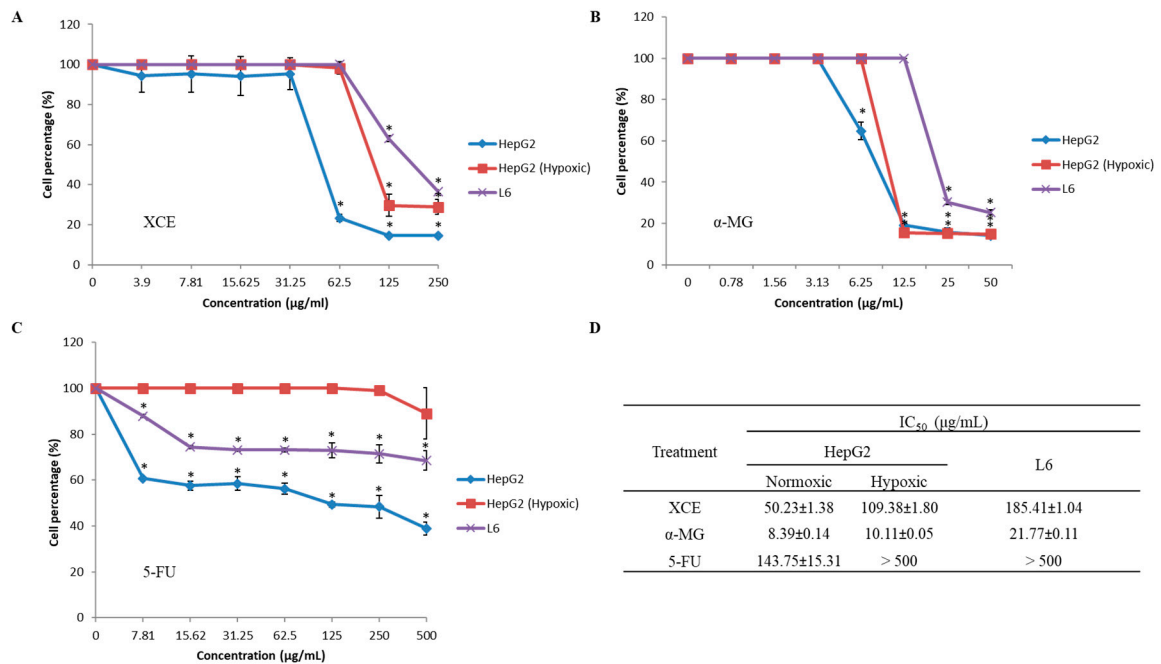 A
120
100
80
60
40
20
0
Cell percentage (%)
* * * * * *
XCE
0 3.9 7.81 15.625 31.25 62.5 125 250
Concentration (µg/ml)
HepG2
HepG2 (Hypoxic)
L6
B
120
100
80
60
40
20
0
Cell percentage (%)
* * * * * * * *
α-MG
0 0.78 1.56 3.13 6.25 12.5 25 50
Concentration (µg/mL)
HepG2
HepG2 (Hypoxic)
L6
C
120
100
80
60
40
20
0
Cell percentage (%)
* * * * * * *
* * * * * * *
5-FU
0 7.81 15.62 31.25 62.5 125 250 500
Concentration (µg/mL)
HepG2
HepG2 (Hypoxic)
L6
D
IC50 (µg/mL)
Treatment HepG2 L6
Normoxic Hypoxic
XCE 50.23±1.38 109.38±1.80 185.41±1.04
α-MG 8.39±0.14 10.11±0.05 21.77±0.11
5-FU 143.75±15.31 > 500 > 500